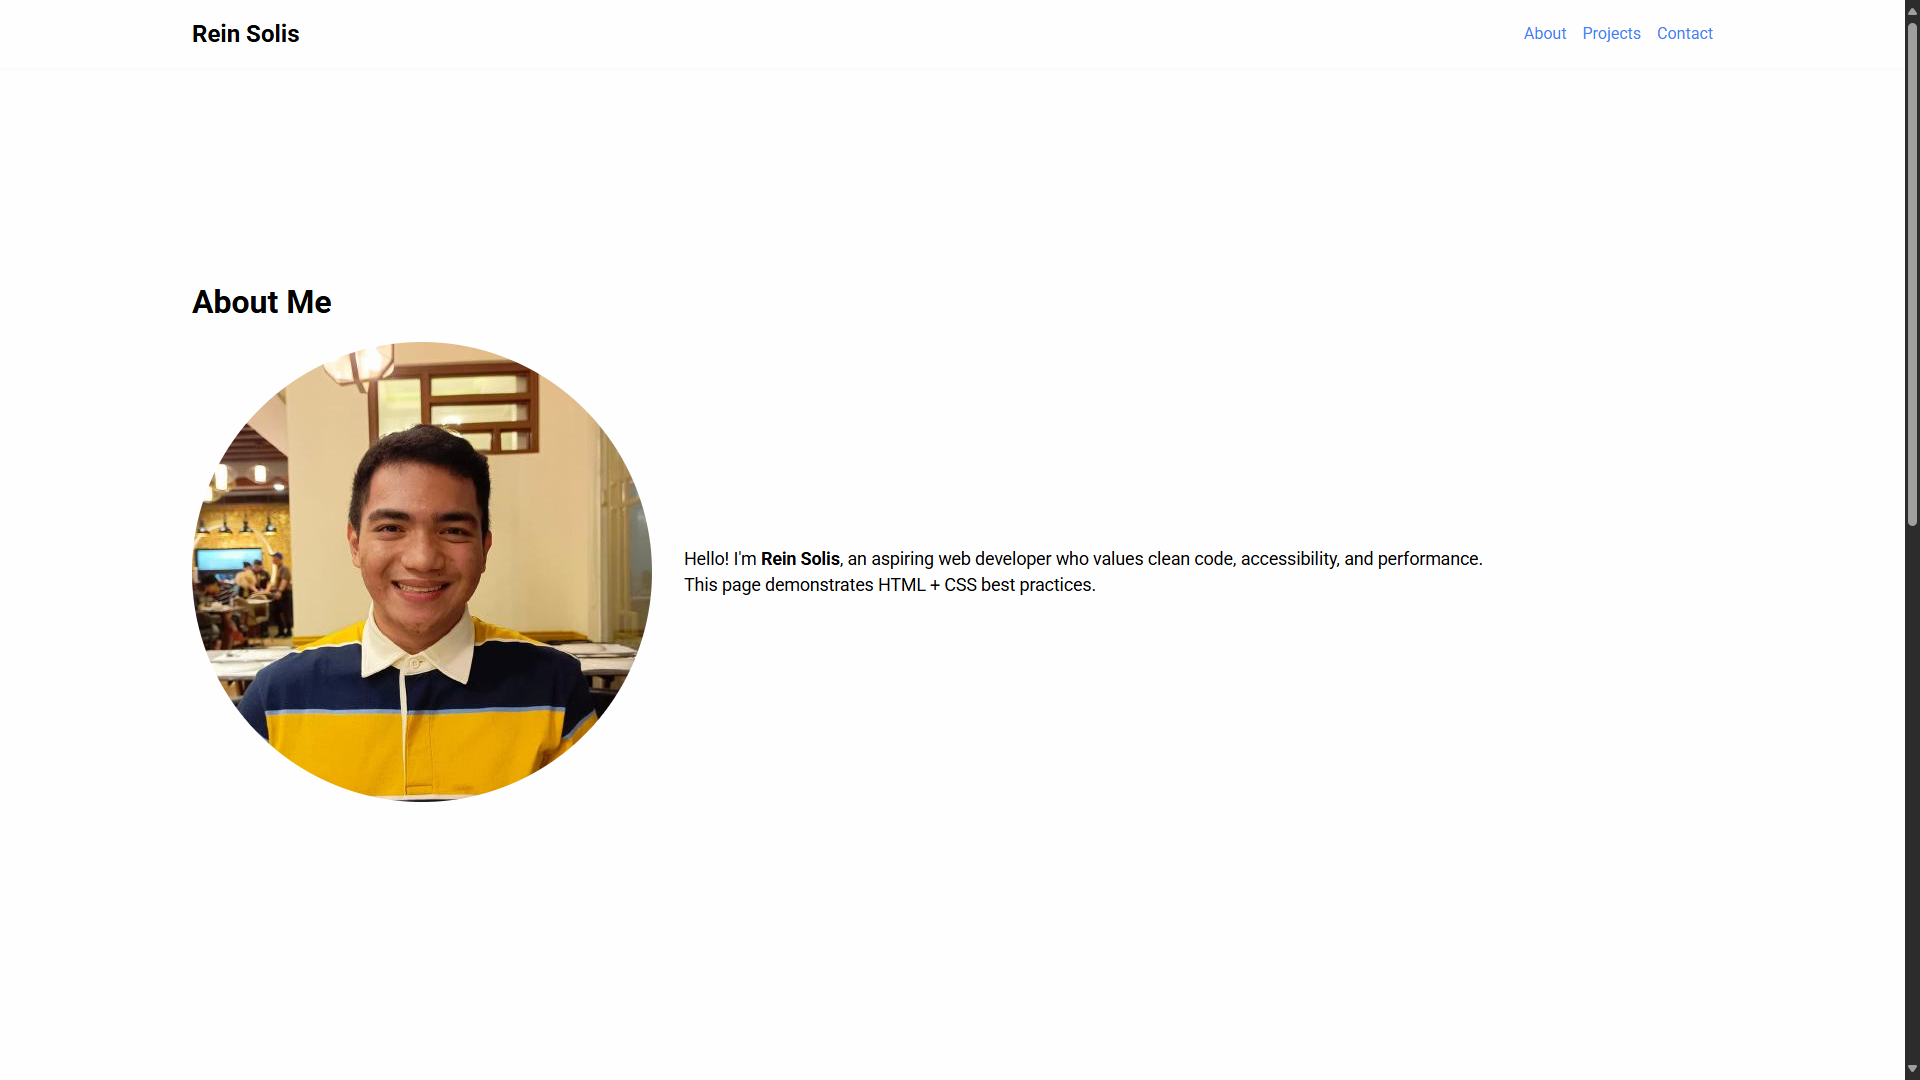 Rein Solis
About Projects Contact
About Me
Hello! I'm Rein Solis, an aspiring web developer who values clean code, accessibility, and performance.
This page demonstrates HTML + CSS best practices.